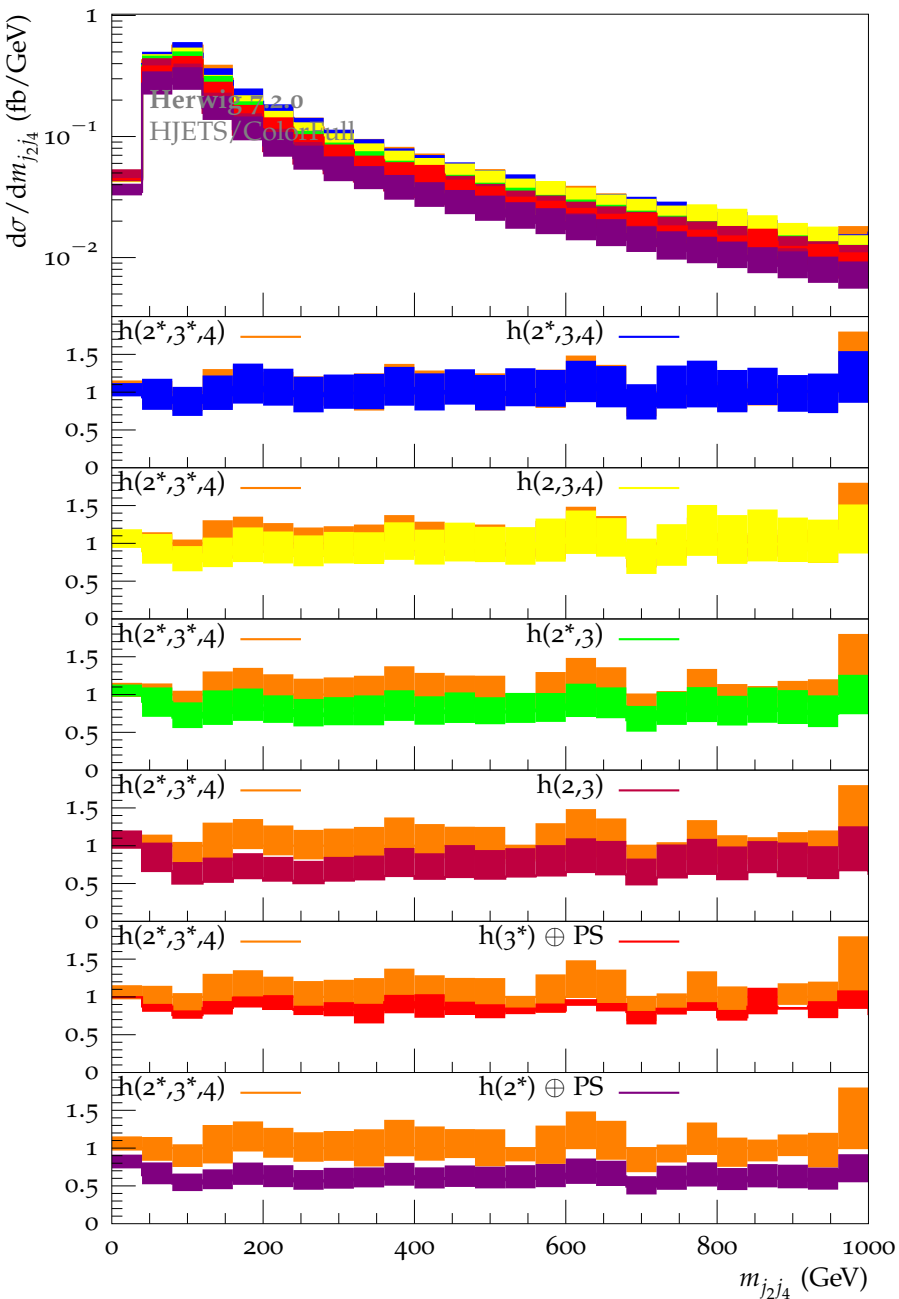 dσ/dm_{j₂j₄} (fb/GeV)
1
10⁻¹
10⁻²
Herwig 7.2.0
HJETS/ColorFull
h(2*,3*,4) h(2*,3,4)
1.5
1
0.5
0
h(2*,3*,4) h(2,3,4)
1.5
1
0.5
0
h(2*,3*,4) h(2*,3)
1.5
1
0.5
0
h(2*,3*,4) h(2,3)
1.5
1
0.5
0
h(2*,3*,4) h(3*) ⊕ PS
1.5
1
0.5
0
h(2*,3*,4) h(2*) ⊕ PS
1.5
1
0.5
0
0 200 400 600 800 1000
m_{j₂j₄} (GeV)